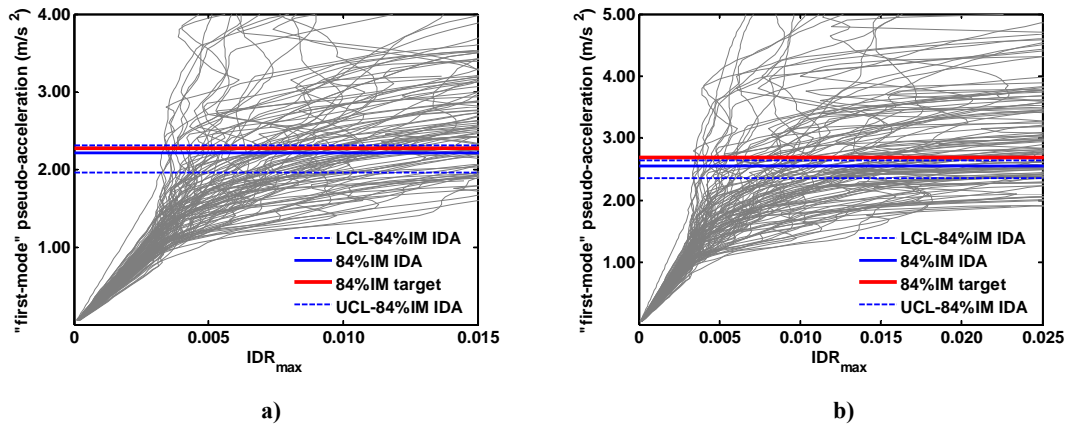 4.00
3.00
2.00
1.00
0
0.005
0.010
0.015
"first-mode" pseudo-acceleration (m/s 2)
IDRmax
LCL-84%IM IDA
84%IM IDA
84%IM target
UCL-84%IM IDA
a)
5.00
4.00
3.00
2.00
1.00
0
0.005
0.010
0.015
0.020
0.025
"first-mode" pseudo-acceleration (m/s 2)
IDRmax
LCL-84%IM IDA
84%IM IDA
84%IM target
UCL-84%IM IDA
b)